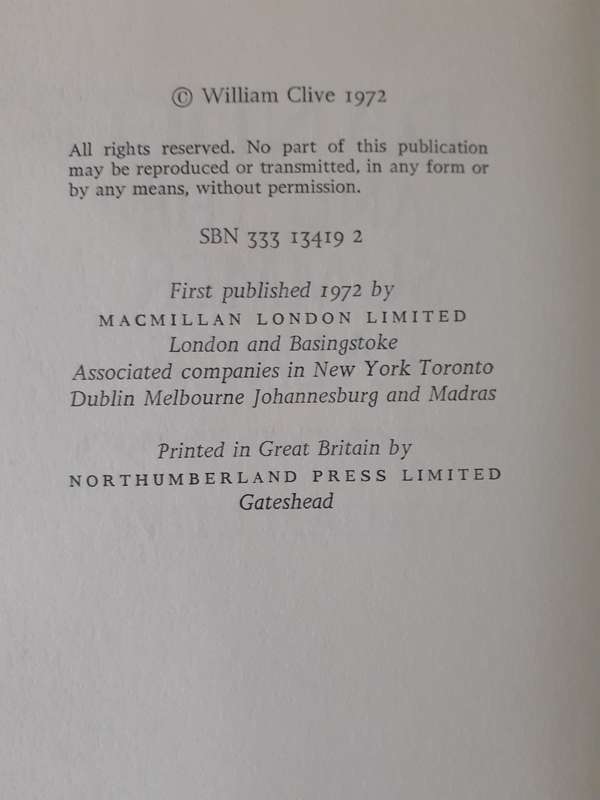 © William Clive 1972
All rights reserved. No part of this publication
may be reproduced or transmitted, in any form or
by any means, without permission.
SBN 333 13419 2
First published 1972 by
MACMILLAN LONDON LIMITED
London and Basingstoke
Associated companies in New York Toronto
Dublin Melbourne Johannesburg and Madras
Printed in Great Britain by
NORTHUMBERLAND PRESS LIMITED
Gateshead